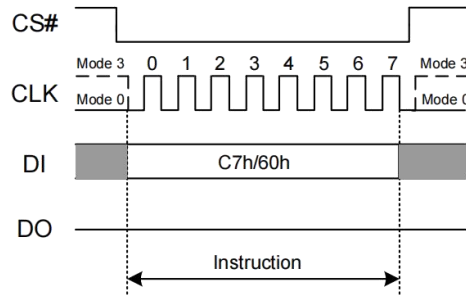 CS#
Mode 3 0 1 2 3 4 5 6 7 Mode 3
CLK
Mode 0 Mode 0
DI C7h/60h
DO
Instruction